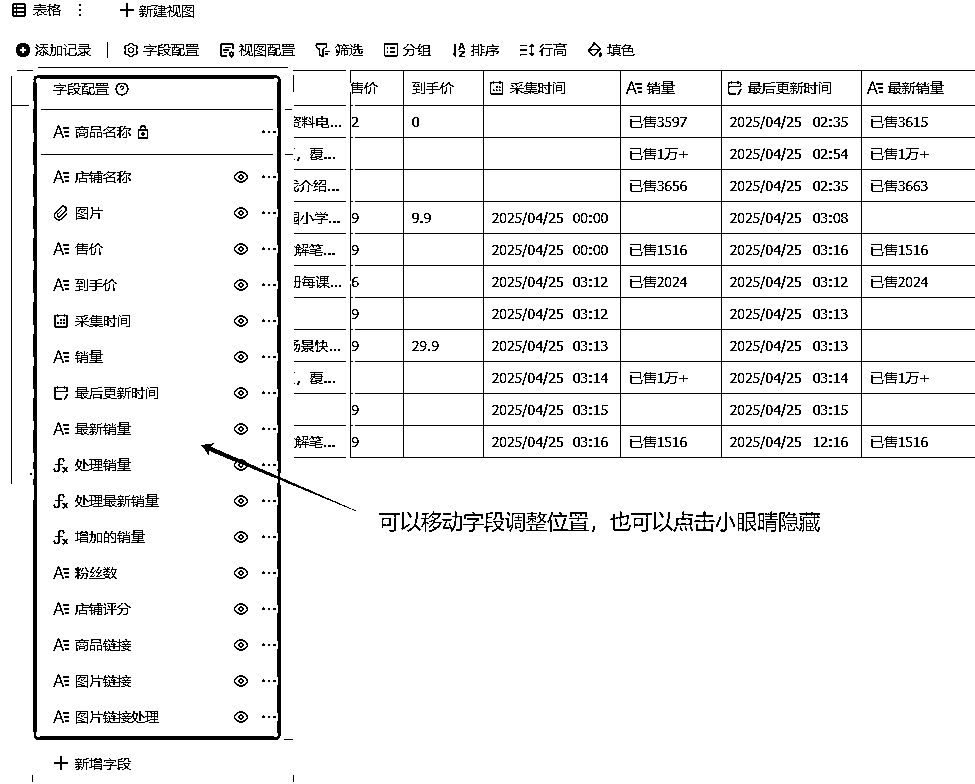 表格 新建视图
添加记录 字段配置 视图配置 筛选 分组 排序 行高 填色
字段配置
商品名称
店铺名称
图片
售价
到手价
采集时间
销量
最后更新时间
最新销量
处理销量
处理最新销量
增加的销量
粉丝数
店铺评分
商品链接
图片链接
图片链接处理
新增字段
售价 到手价 采集时间 销量 最后更新时间 最新销量
资料电... 2 0 已售3597 2025/04/25 02:35 已售3615
，覆... 已售1万+ 2025/04/25 02:54 已售1万+
介绍... 已售3656 2025/04/25 02:35 已售3663
小学... 9 9.9 2025/04/25 00:00 2025/04/25 03:08
解笔... 9 2025/04/25 00:00 已售1516 2025/04/25 03:16 已售1516
册每课... 6 2025/04/25 03:12 已售2024 2025/04/25 03:12 已售2024
9 2025/04/25 03:12 2025/04/25 03:13
场景快... 9 29.9 2025/04/25 03:13 2025/04/25 03:13
，覆... 2025/04/25 03:14 已售1万+ 2025/04/25 03:14 已售1万+
9 2025/04/25 03:15 2025/04/25 03:15
解笔... 9 2025/04/25 03:16 已售1516 2025/04/25 12:16 已售1516
可以移动字段调整位置，也可以点击小眼睛隐藏